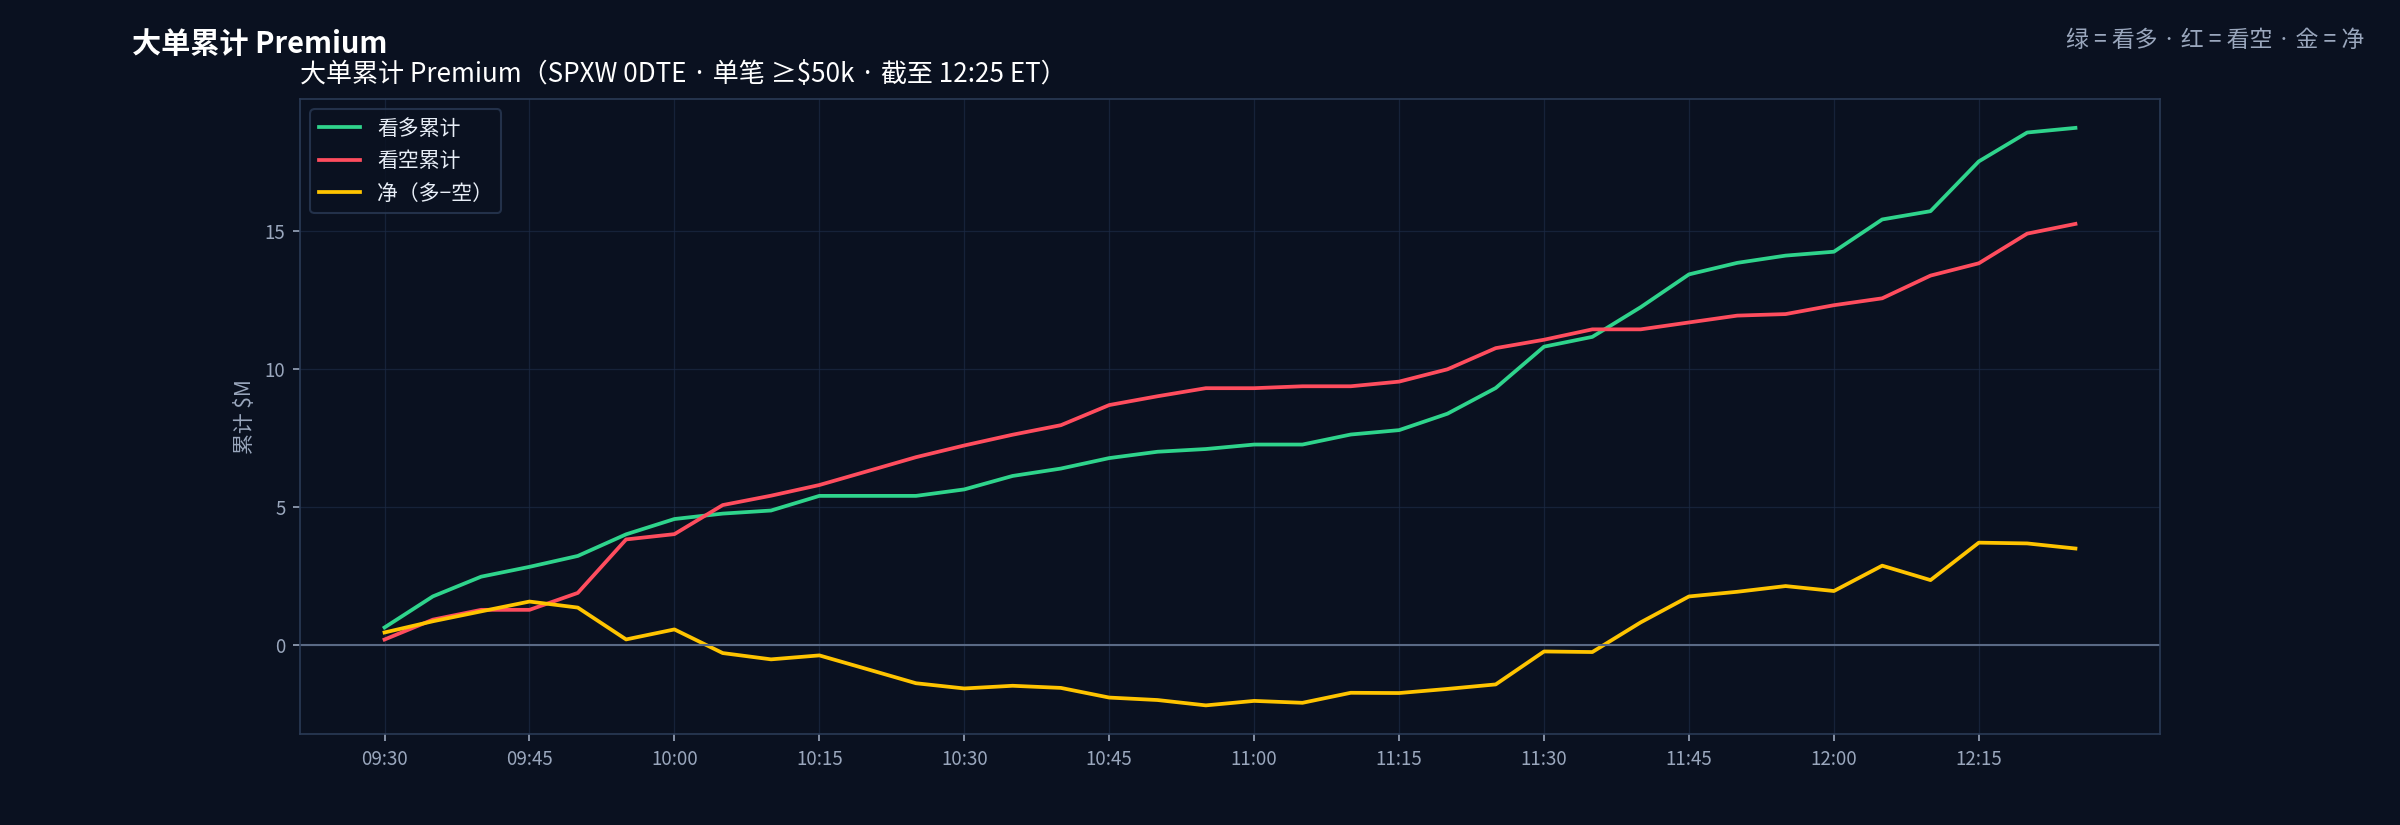 大单累计 Premium
绿 = 看多 · 红 = 看空 · 金 = 净
大单累计 Premium（SPXW 0DTE · 单笔 ≥$50k · 截至 12:25 ET）
看多累计
看空累计
净（多−空）
累计 $M
15
10
5
0
09:30 09:45 10:00 10:15 10:30 10:45 11:00 11:15 11:30 11:45 12:00 12:15